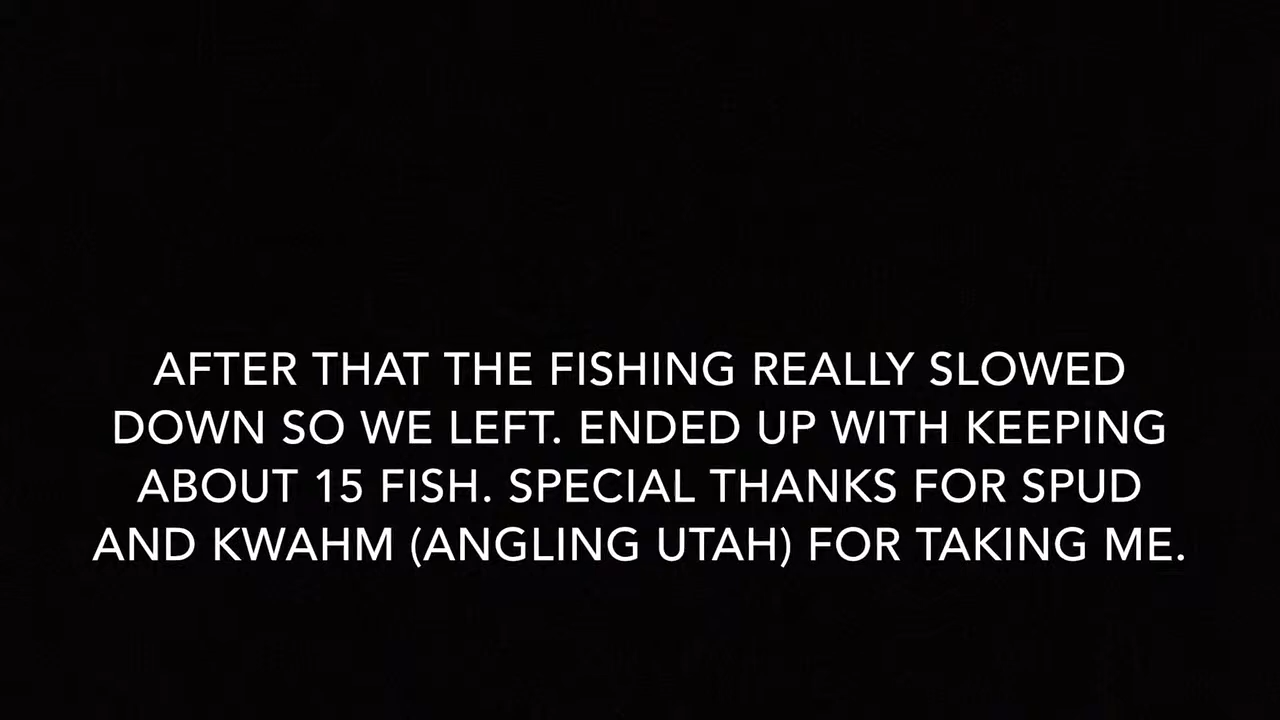 AFTER THAT THE FISHING REALLY SLOWED
DOWN SO WE LEFT. ENDED UP WITH KEEPING
ABOUT 15 FISH. SPECIAL THANKS FOR SPUD
AND KWAHM (ANGLING UTAH) FOR TAKING ME.